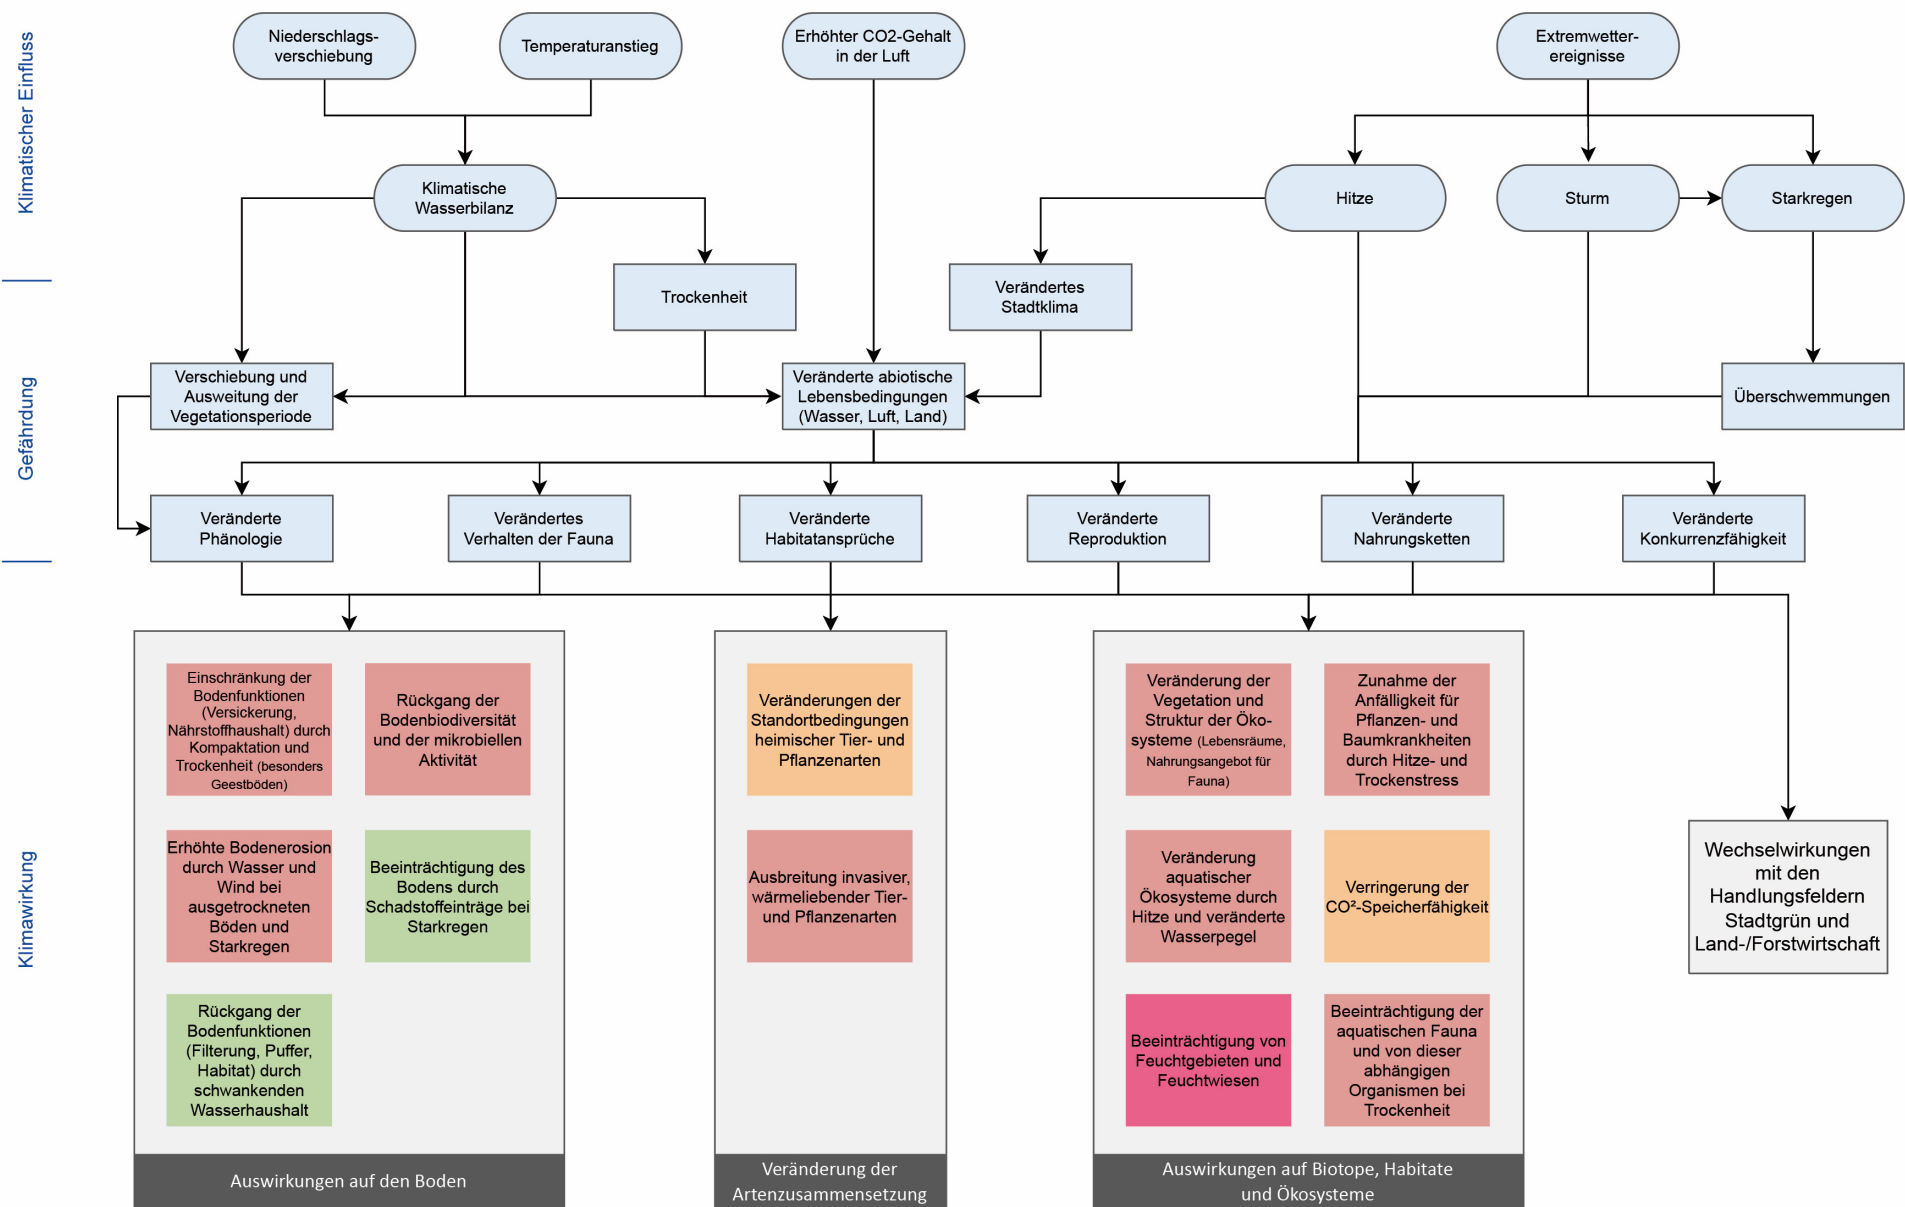 Klimatischer Einfluss
Niederschlags-
verschiebung
Temperaturanstieg
Erhöhter CO2-Gehalt
in der Luft
Extremwetter-
ereignisse
Klimatische
Wasserbilanz
Hitze
Sturm
Starkregen
Gefährdung
Trockenheit
Verändertes
Stadtklima
Verschiebung und
Ausweitung der
Vegetationsperiode
Veränderte abiotische
Lebensbedingungen
(Wasser, Luft, Land)
Überschwemmungen
Veränderte
Phänologie
Verändertes
Verhalten der Fauna
Veränderte
Habitatansprüche
Veränderte
Reproduktion
Veränderte
Nahrungsketten
Veränderte
Konkurrenzfähigkeit
Klimawirkung
Einschränkung der
Bodenfunktionen
(Versickerung,
Nährstoffhaushalt) durch
Kompaktation und
Trockenheit (besonders
Geestböden)
Rückgang der
Bodenbiodiversität
und der mikrobiellen
Aktivität
Erhöhte Bodenerosion
durch Wasser und
Wind bei
ausgetrockneten
Böden und
Starkregen
Beeinträchtigung des
Bodens durch
Schadstoffeinträge bei
Starkregen
Rückgang der
Bodenfunktionen
(Filterung, Puffer,
Habitat) durch
schwankenden
Wasserhaushalt
Auswirkungen auf den Boden
Veränderungen der
Standortbedingungen
heimischer Tier- und
Pflanzenarten
Ausbreitung invasiver,
wärmeliebender Tier-
und Pflanzenarten
Veränderung der
Artenzusammensetzung
Veränderung der
Vegetation und
Struktur der Öko-
systeme (Lebensräume,
Nahrungsangebot für
Fauna)
Zunahme der
Anfälligkeit für
Pflanzen- und
Baumkrankheiten
durch Hitze- und
Trockenstress
Veränderung
aquatischer
Ökosysteme durch
Hitze und veränderte
Wasserpegel
Verringerung der
CO²-Speicherfähigkeit
Beeinträchtigung von
Feuchtgebieten und
Feuchtwiesen
Beeinträchtigung der
aquatischen Fauna
und von dieser
abhängigen
Organismen bei
Trockenheit
Auswirkungen auf Biotope, Habitate
und Ökosysteme
Wechselwirkungen
mit den
Handlungsfeldern
Stadtgrün und
Land-/Forstwirtschaft